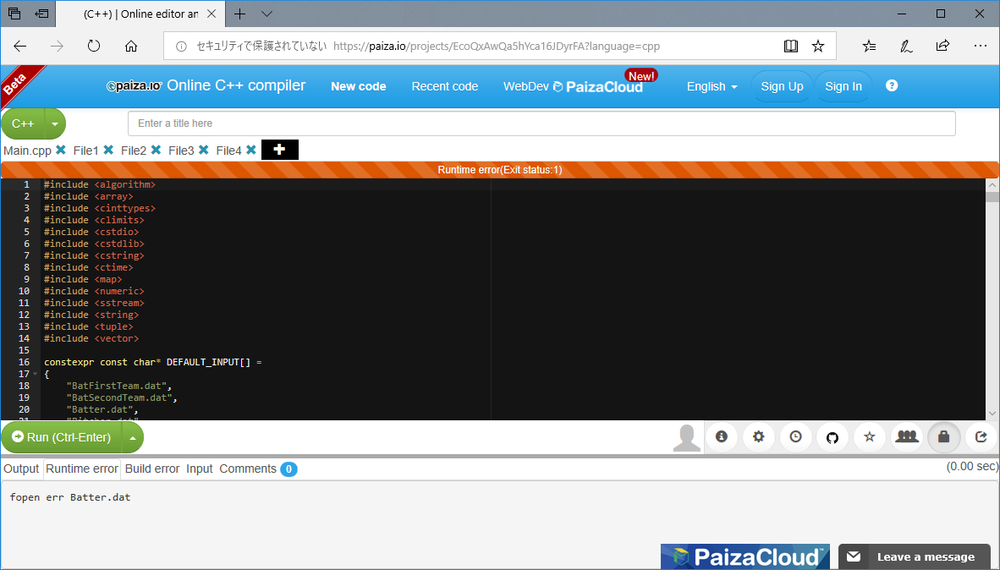 (C++) | Online editor an
セキュリティで保護されていない https://paiza.io/projects/EcoQxAwQa5hYca16JDyrFA?language=cpp
Beta
paiza.io Online C++ compiler New code Recent code WebDev PaizaCloud New! English Sign Up Sign In ?
C++ Enter a title here
Main.cpp File1 File2 File3 File4
Runtime error(Exit status:1)
1 #include <algorithm>
2 #include <array>
3 #include <cinttypes>
4 #include <climits>
5 #include <cstdio>
6 #include <cstdlib>
7 #include <cstring>
8 #include <ctime>
9 #include <map>
10 #include <numeric>
11 #include <sstream>
12 #include <string>
13 #include <tuple>
14 #include <vector>
15
16 constexpr const char* DEFAULT_INPUT[] =
17 {
18 "BatFirstTeam.dat",
19 "BatSecondTeam.dat",
20 "Batter.dat",
21 "Pitcher.dat"
Run (Ctrl-Enter)
Output Runtime error Build error Input Comments 0 (0.00 sec)
fopen err Batter.dat
PaizaCloud™ Leave a message